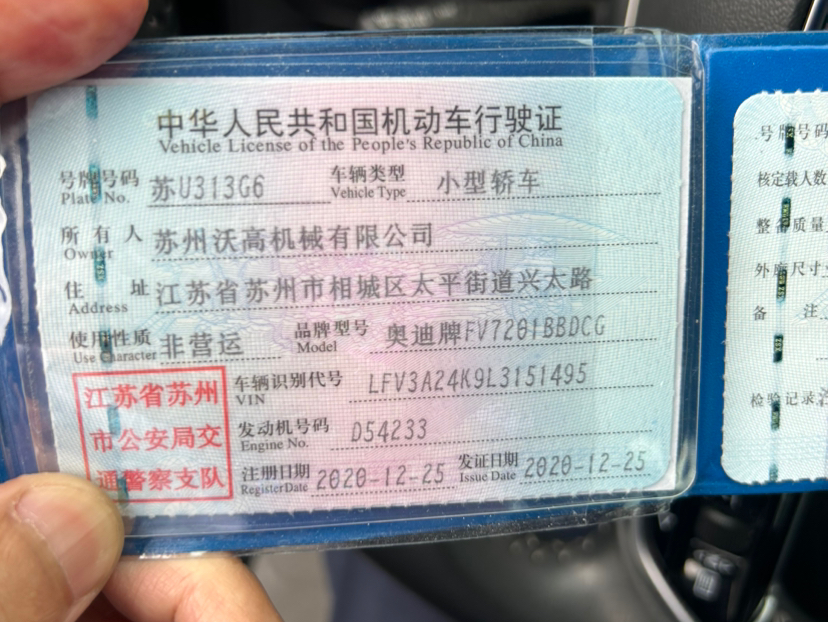 中华人民共和国机动车行驶证
Vehicle License of the People's Republic of China
号牌号码 苏U313G6 车辆类型 小型轿车
Plate No. Vehicle Type
所有人 苏州沃高机械有限公司
Owner
住址 江苏省苏州市相城区太平街道兴太路
Address
使用性质 非营运 品牌型号 奥迪牌FV7201BBDCG
Use Character Model
江苏省苏州
市公安局交
通警察支队
车辆识别代号 LFV3A24K9L3151495
VIN
发动机号码 D54233
Engine No.
注册日期 2020-12-25 发证日期 2020-12-25
Register Date Issue Date
号牌号码
核定载人数
整备质量
外廓尺寸
备注
检验记录